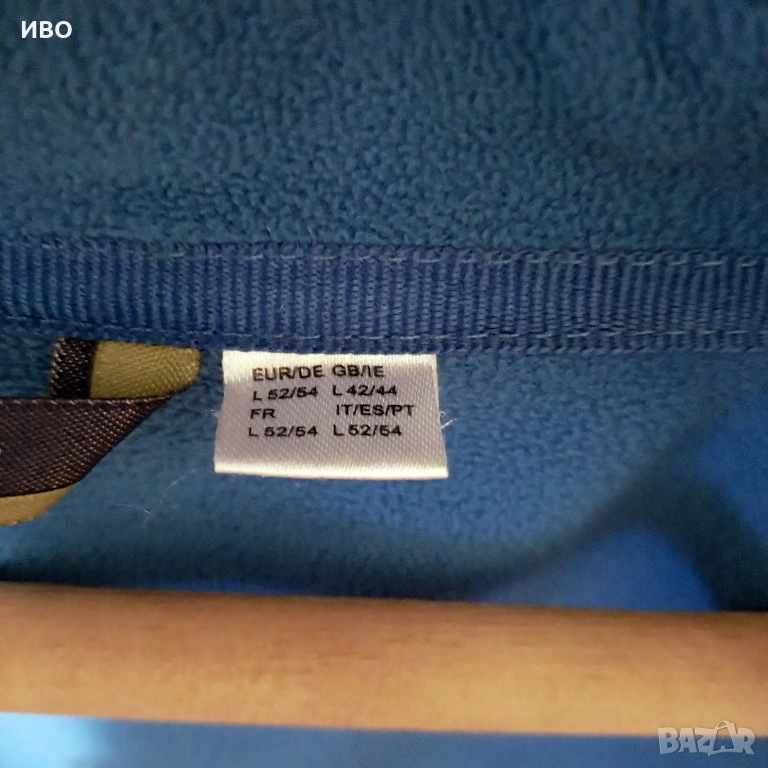 ИВО
EUR/DE GB/IE
L 52/54 L 42/44
FR IT/ES/PT
L 52/54 L 52/54
BAZAR